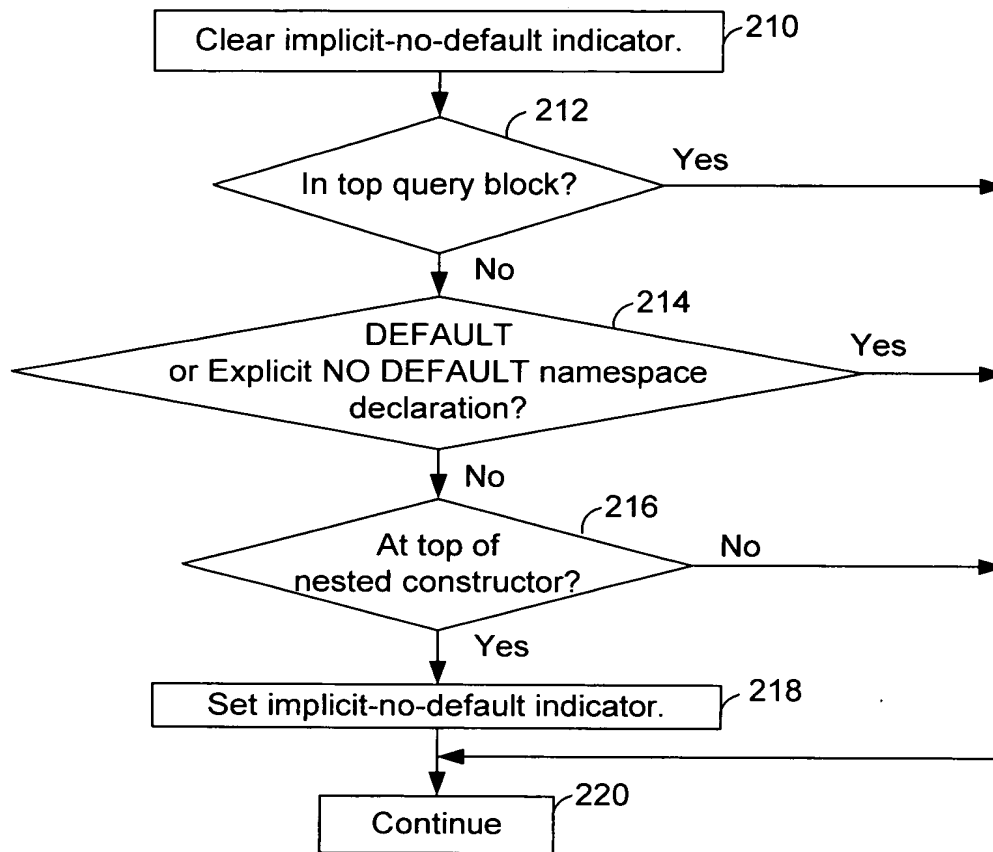 Clear implicit-no-default indicator.
210
212
In top query block?
Yes
No
214
DEFAULT
or Explicit NO DEFAULT namespace
declaration?
Yes
No
216
At top of
nested constructor?
No
Yes
Set implicit-no-default indicator.
218
220
Continue